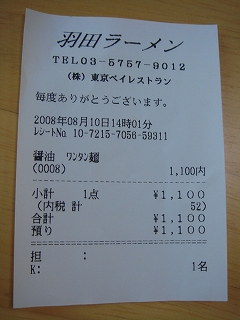 羽田ラーメン
TEL03-5757-9012
(株) 東京ベイレストラン
毎度ありがとうございます。
2008年08月10日14時01分
レシートNo 10-7215-7056-59311
醤油 ワンタン麺
(0008) 1,100内
小計 1点 ¥1,100
(内税 計 52)
合計 ¥1,100
預り ¥1,100
担 :
K: 1名